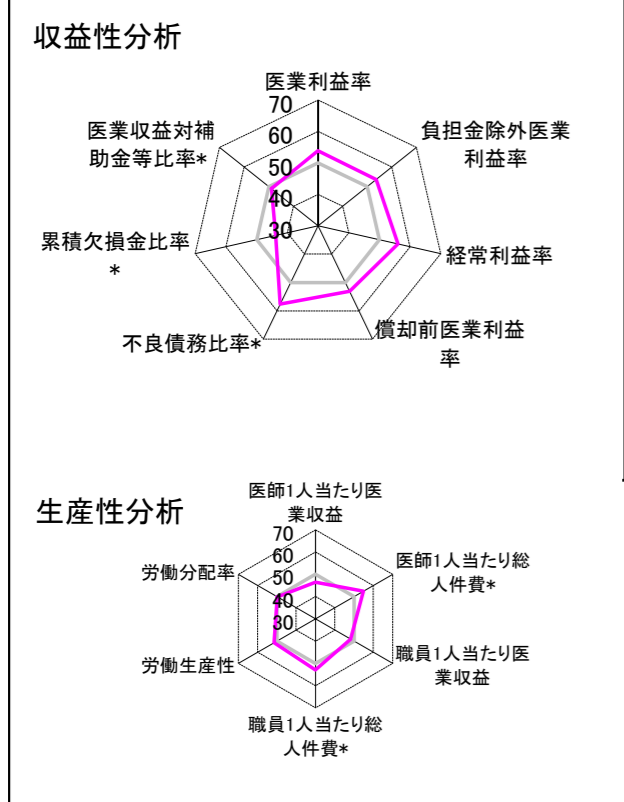 収益性分析
医業利益率
70
60
50
40
30
負担金除外医業
利益率
経常利益率
償却前医業利益
率
不良債務比率*
累積欠損金比率
*
医業収益対補
助金等比率*
生産性分析
医師1人当たり医
業収益
70
60
50
40
30
医師1人当たり総
人件費*
職員1人当たり医
業収益
職員1人当たり総
人件費*
労働生産性
労働分配率